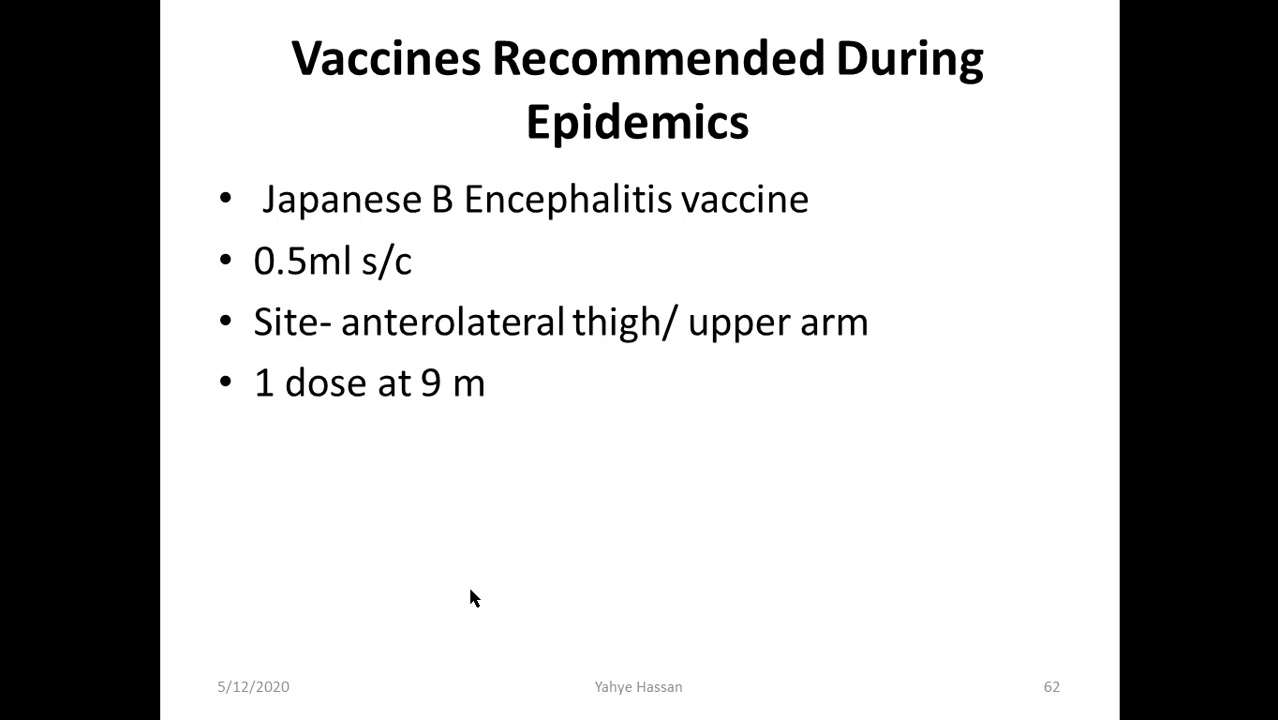 Vaccines Recommended During
Epidemics
• Japanese B Encephalitis vaccine
• 0.5ml s/c
• Site- anterolateral thigh/ upper arm
• 1 dose at 9 m
5/12/2020 Yahye Hassan 62